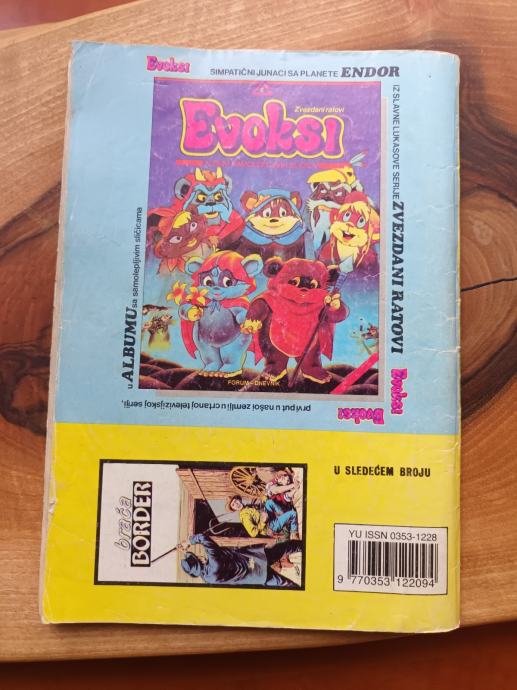 Evoksi
SIMPATIČNI JUNACI SA PLANETE ENDOR
IZ SLAVNE LUKASOVE SERIJE ZVEZDANI RATOVI
Evoksi
prvi put u našoj zemlji u crtanoj televizijskoj seriji,
u ALBUMU sa samolepljivim sličicama
Zvezdani ratovi
Evoksi
FORUM - DNEVNIK
U SLEDEĆEM BROJU
braća
BORDER
YU ISSN 0353-1228
9 770353 122094